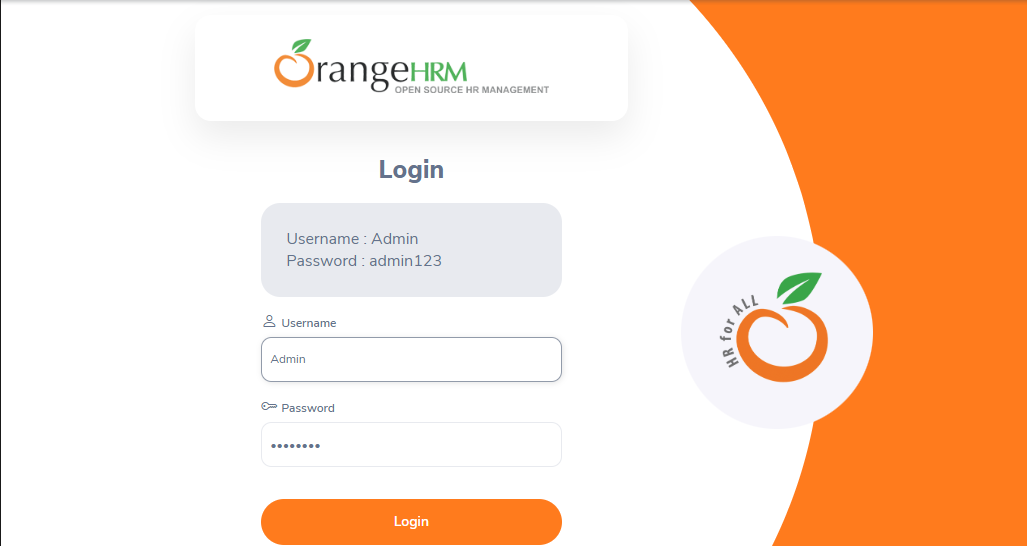 OrangeHRM
OPEN SOURCE HR MANAGEMENT
Login
Username : Admin
Password : admin123
Username
Admin
Password
••••••••
Login
HR for ALL